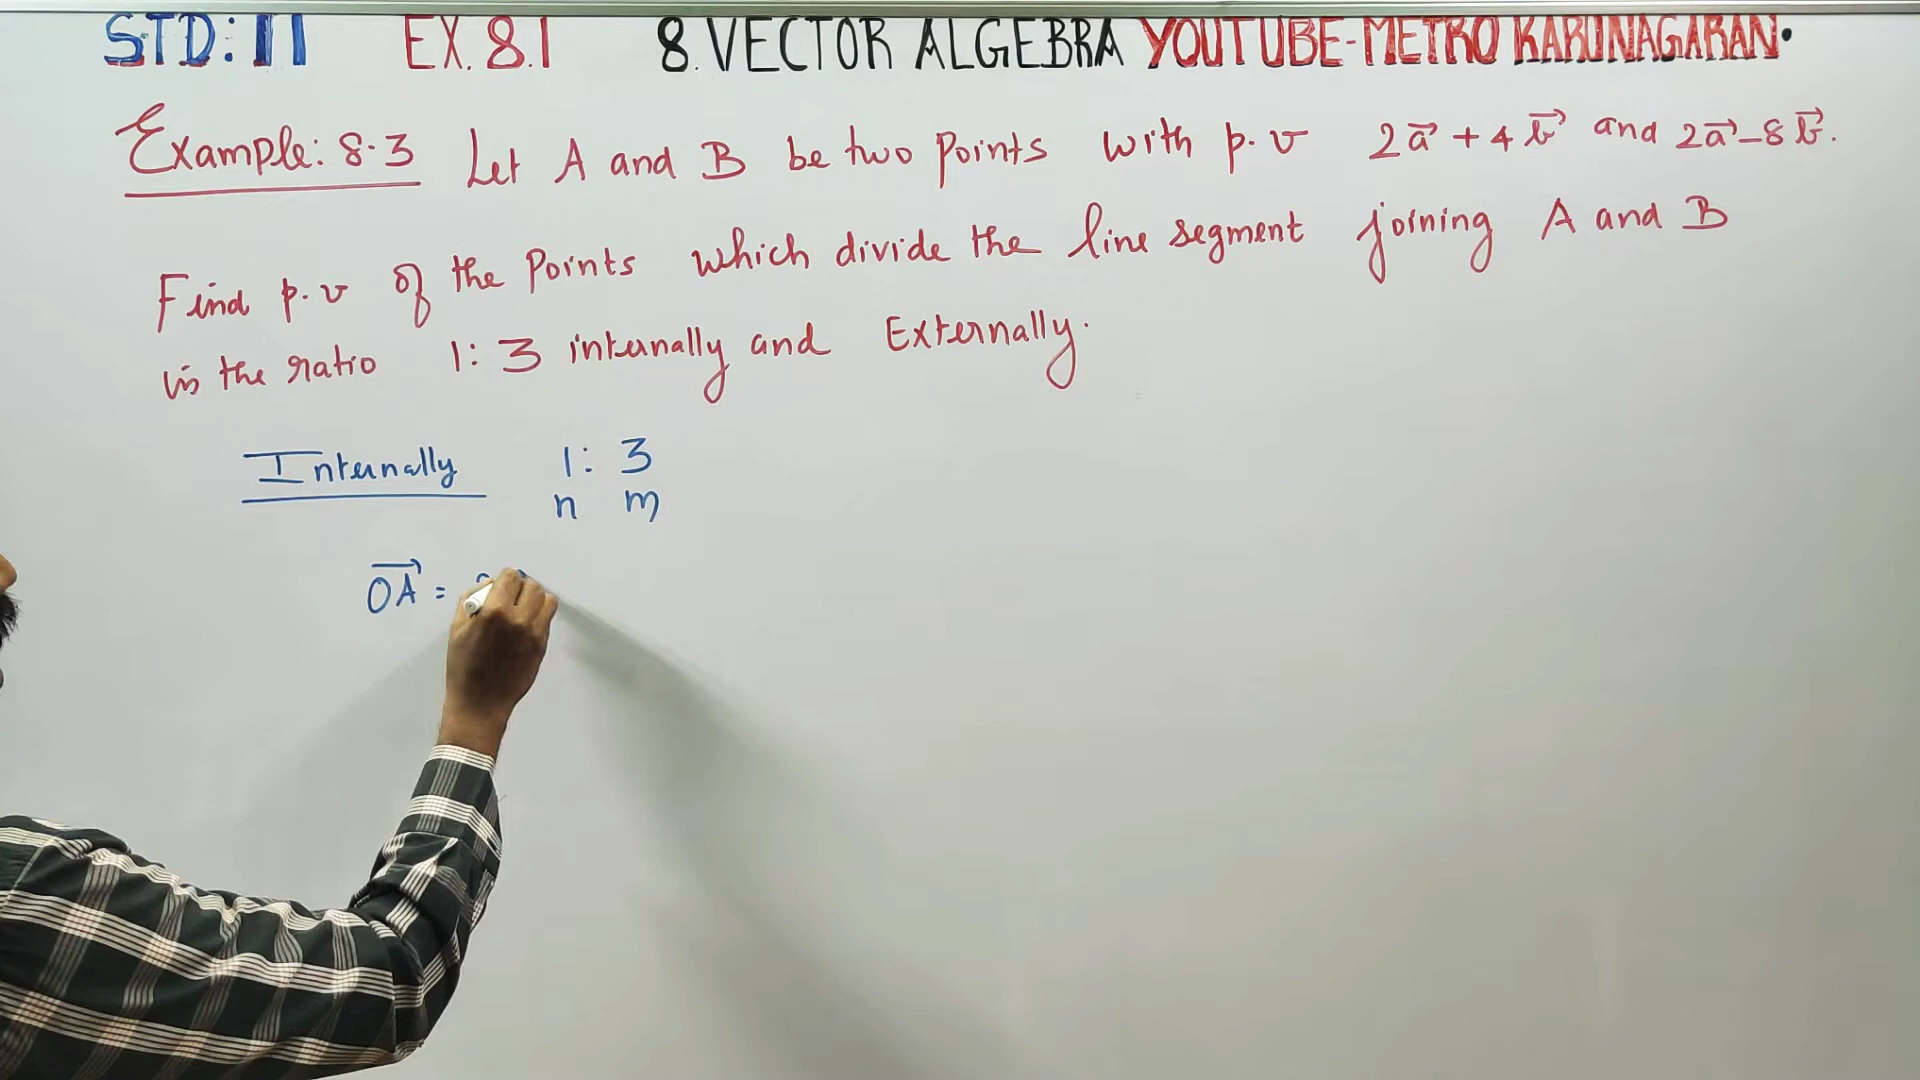 STD: 11 EX. 8.1 8. VECTOR ALGEBRA YOUTUBE-METRO KARUNAGARAN.
Example: 8.3 Let A and B be two Points with p.v 2a⃗ + 4b⃗ and 2a⃗ - 8b⃗.
Find p.v of the Points which divide the line segment joining A and B
in the ratio 1:3 internally and Externally.
Internally 1: 3
n m
OA⃗ =